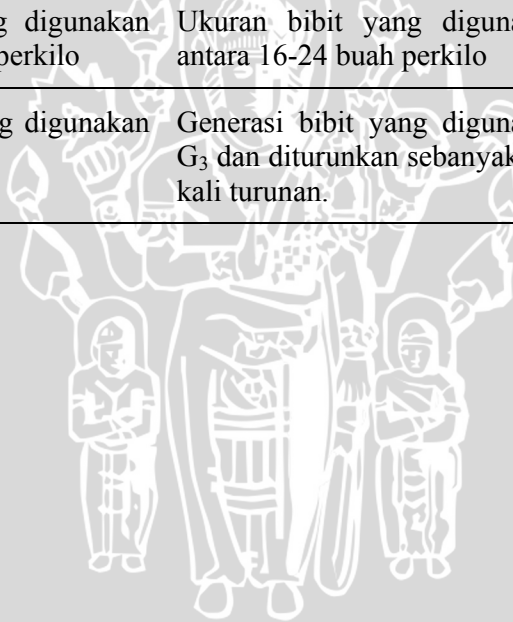 g digunakan Ukuran bibit yang diguna
perkilo antara 16-24 buah perkilo
g digunakan Generasi bibit yang diguna
G₃ dan diturunkan sebanyak
kali turunan.